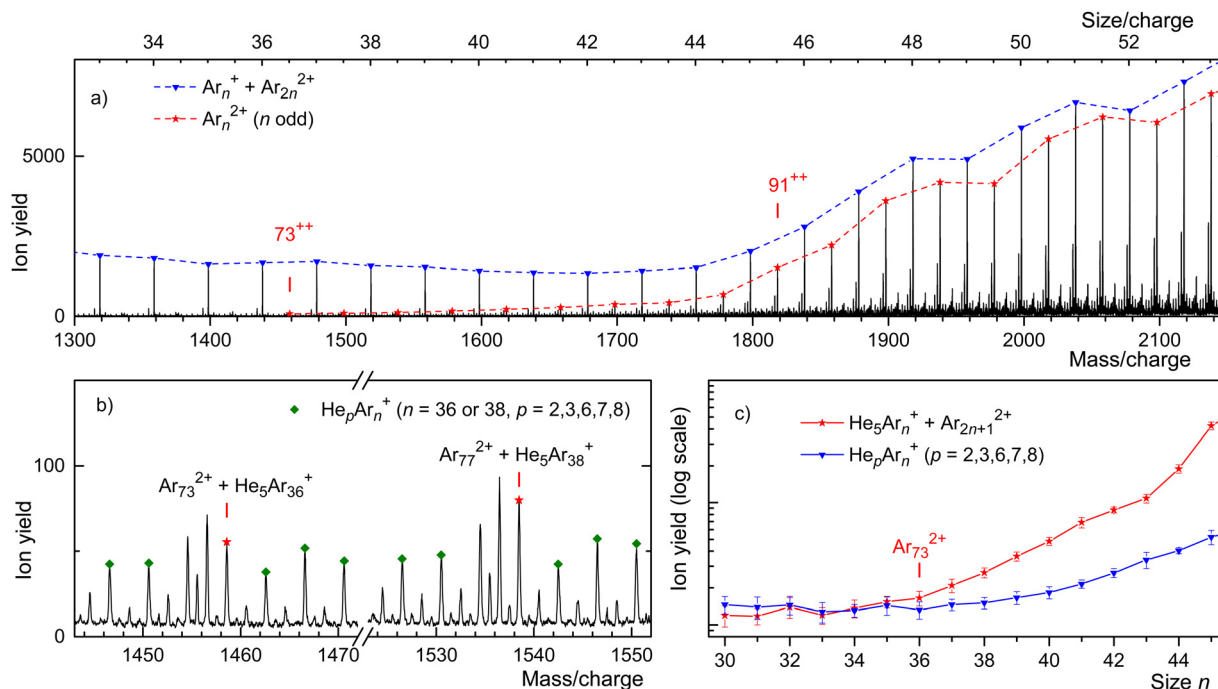 Size/charge
34 36 38 40 42 44 46 48 50 52
a)
Arₙ⁺ + Ar₂ₙ²⁺
Arₙ²⁺ (n odd)
5000
0
Ion yield
73⁺⁺
91⁺⁺
1300 1400 1500 1600 1700 1800 1900 2000 2100
Mass/charge
b)
HeₚArₙ⁺ (n = 36 or 38, p = 2,3,6,7,8)
Ar₇₇²⁺ + He₅Ar₃₈⁺
Ar₇₃²⁺ + He₅Ar₃₆⁺
100
0
Ion yield
1450 1460 1470 1530 1540 1550
Mass/charge
c)
He₅Arₙ⁺ + Ar₂ₙ₊₁²⁺
HeₚArₙ⁺ (p = 2,3,6,7,8)
Ar₇₃²⁺
Ion yield (log scale)
30 32 34 36 38 40 42 44
Size n